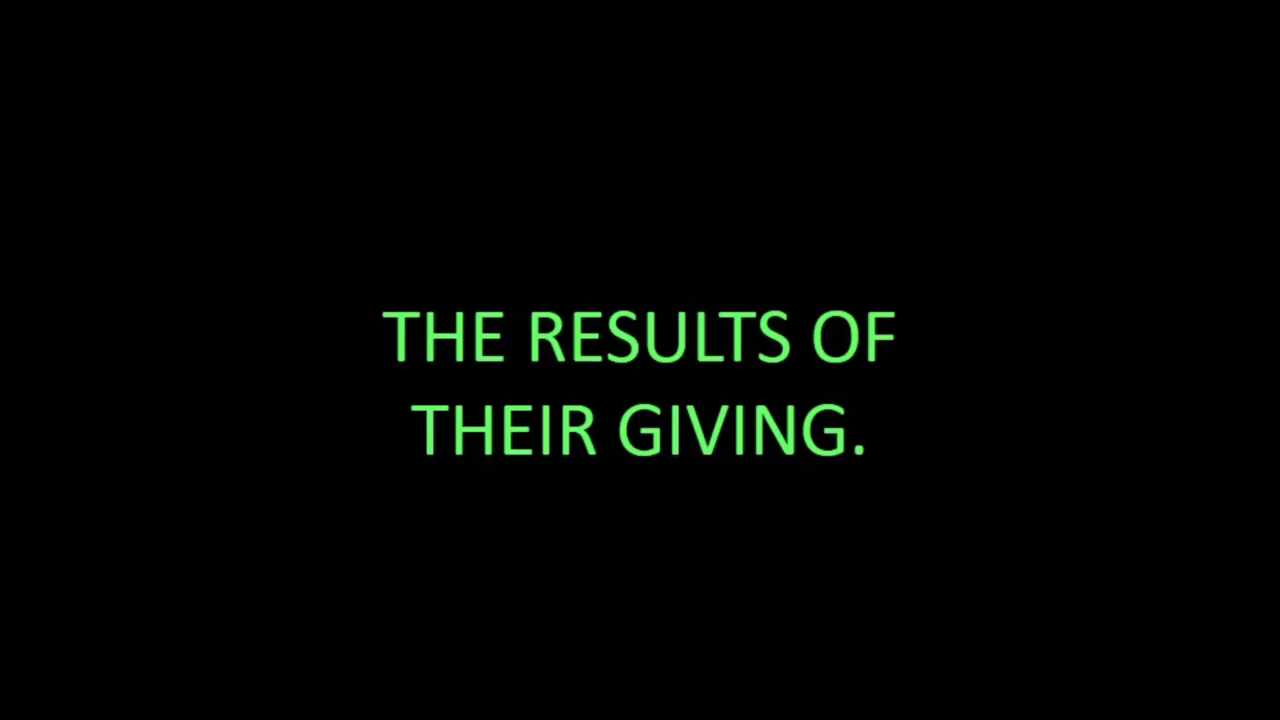 THE RESULTS OF
THEIR GIVING.